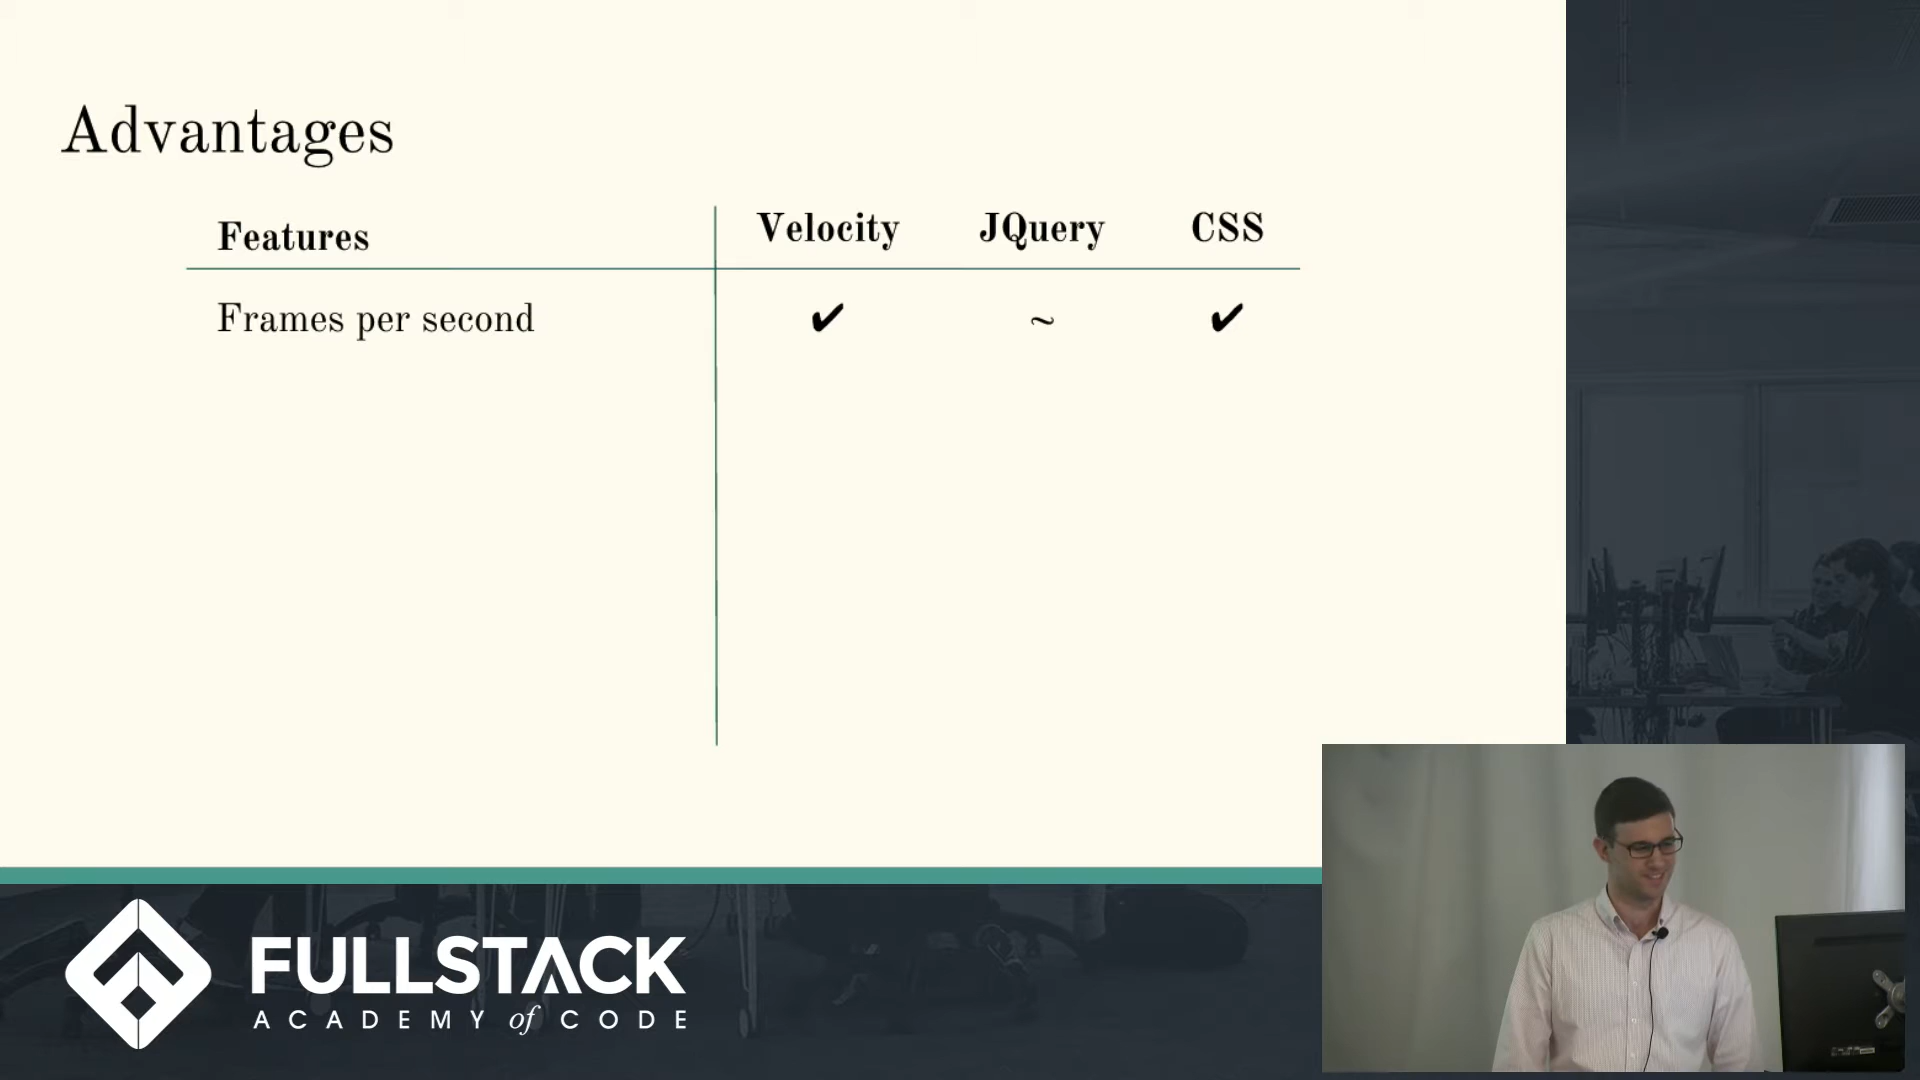 Advantages
Features Velocity JQuery CSS
Frames per second ✔ ~ ✔
FULLSTACK
ACADEMY of CODE